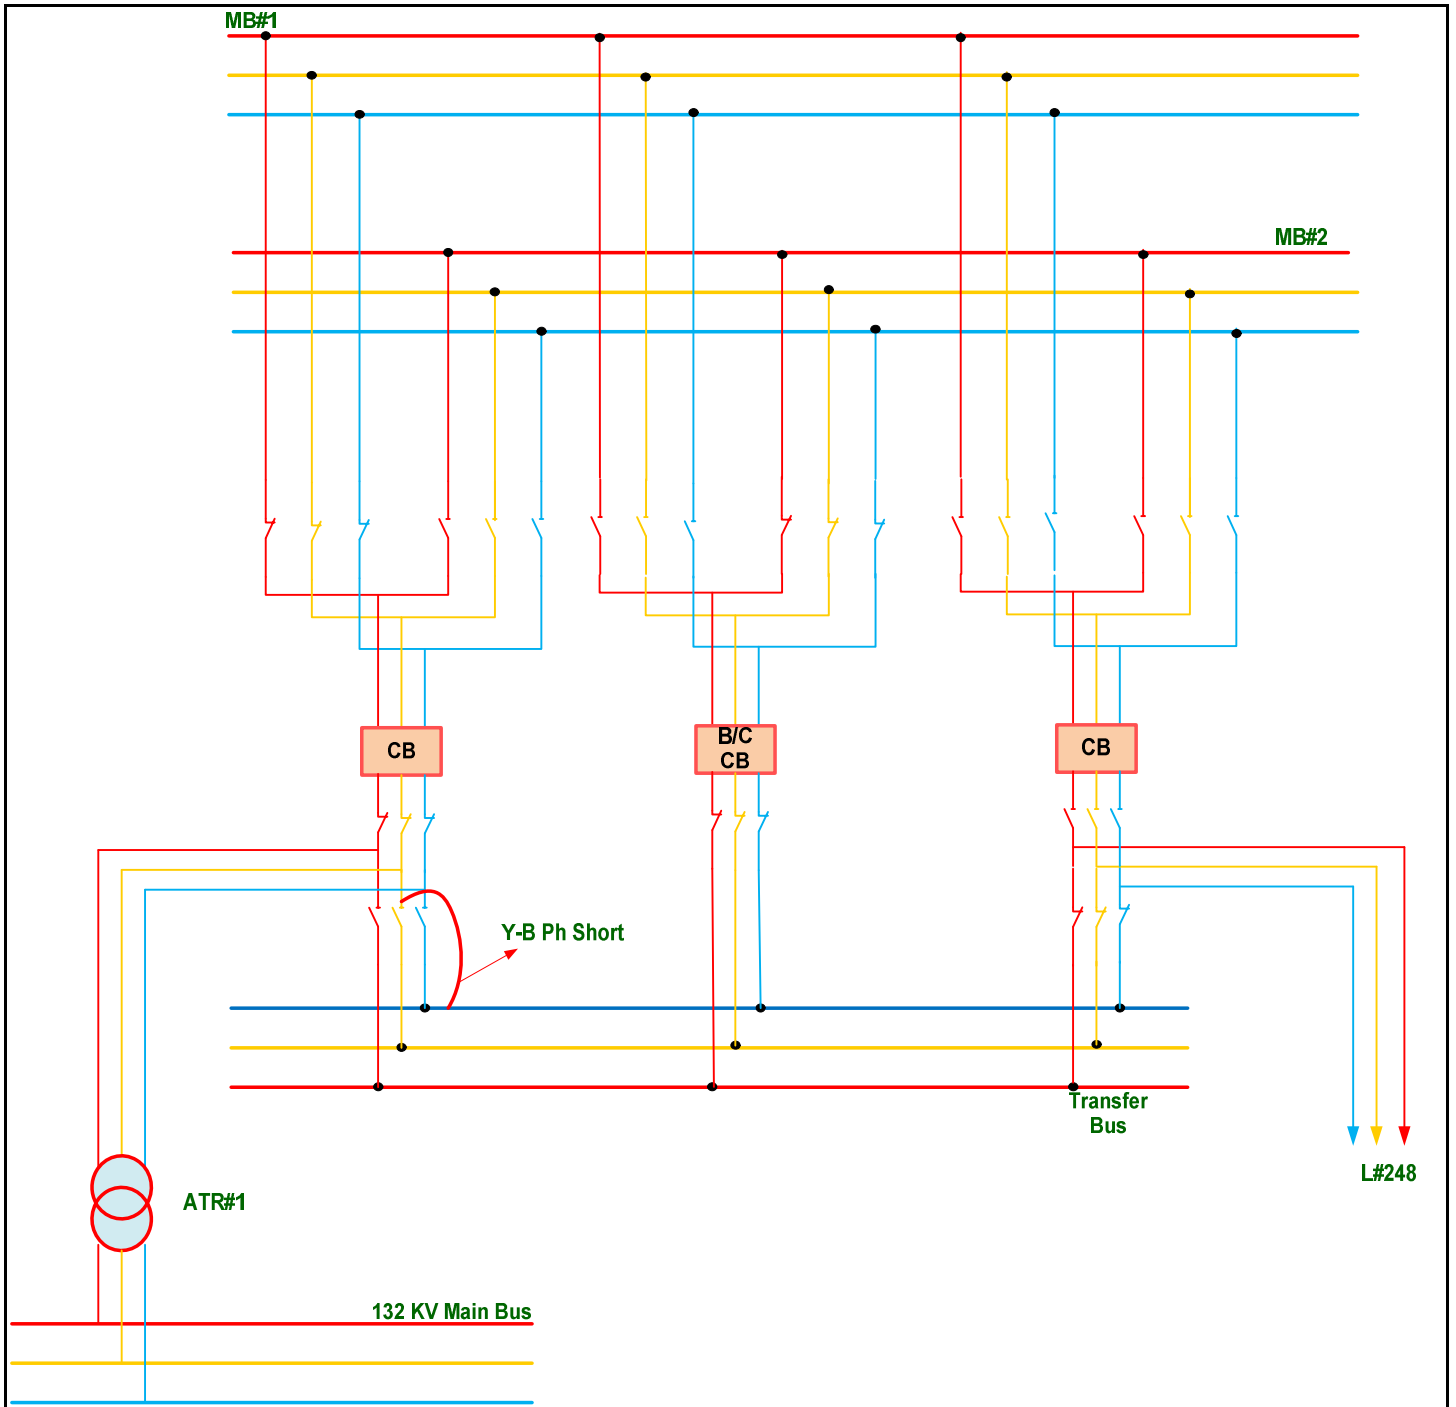 MB#1
MB#2
CB
B/C
CB
CB
Y-B Ph Short
Transfer
Bus
L#248
ATR#1
132 KV Main Bus